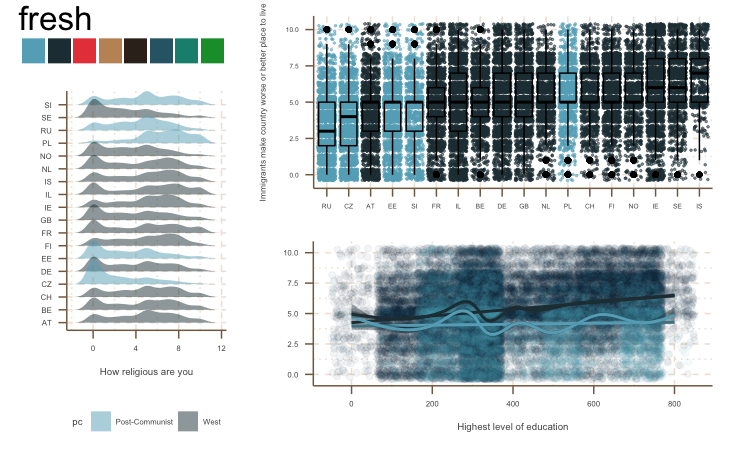 fresh
SI
SE
RU
PL
NO
NL
IS
IL
IE
GB
FR
FI
EE
DE
CZ
CH
BE
AT
0 4 8 12
How religious are you
pc Post-Communist West
Immigrants make country worse or better place to live
10.0
7.5
5.0
2.5
0.0
RU CZ AT EE SI FR IL BE DE GB NL PL CH FI NO IE SE IS
10.0
7.5
5.0
2.5
0.0
0 200 400 600 800
Highest level of education